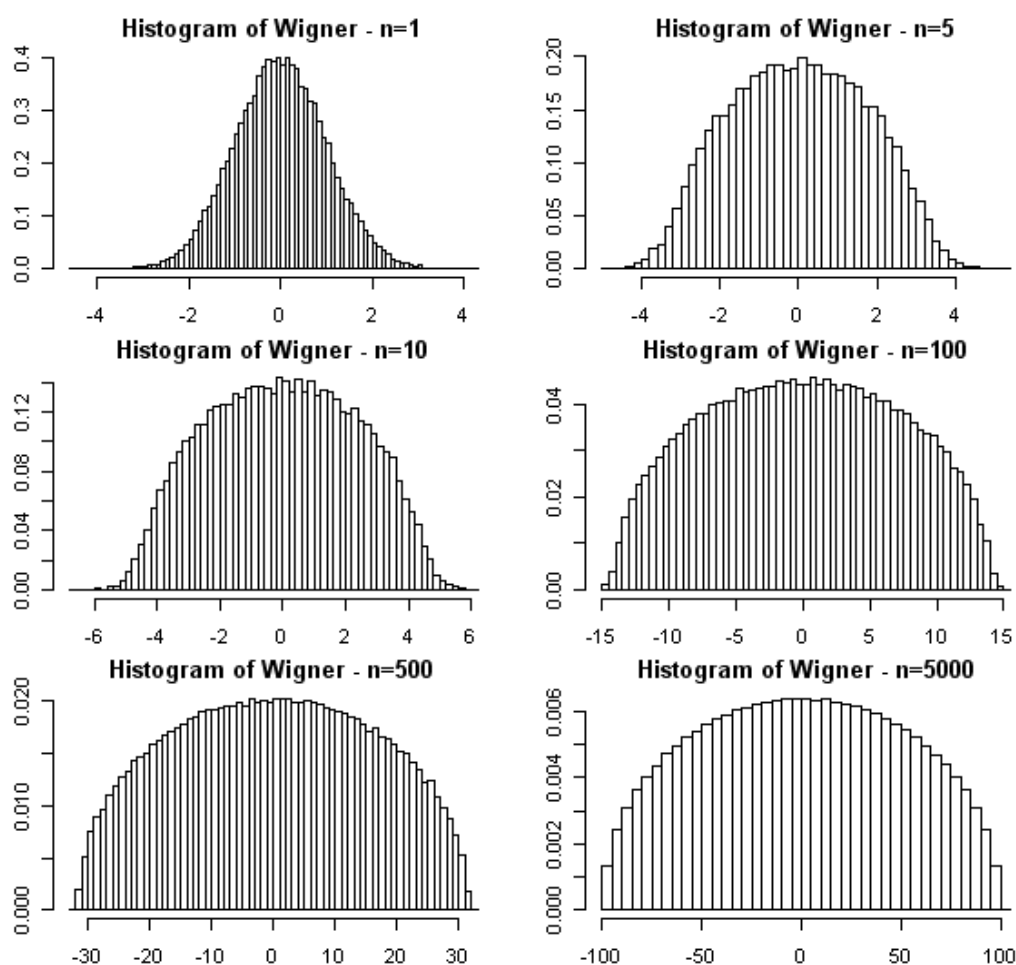 Histogram of Wigner - n=1
0.0 0.1 0.2 0.3 0.4
-4 -2 0 2 4
Histogram of Wigner - n=5
0.00 0.05 0.10 0.15 0.20
-4 -2 0 2 4
Histogram of Wigner - n=10
0.00 0.04 0.08 0.12
-6 -4 -2 0 2 4 6
Histogram of Wigner - n=100
0.00 0.02 0.04
-15 -10 -5 0 5 10 15
Histogram of Wigner - n=500
0.000 0.010 0.020
-30 -20 -10 0 10 20 30
Histogram of Wigner - n=5000
0.000 0.002 0.004 0.006
-100 -50 0 50 100